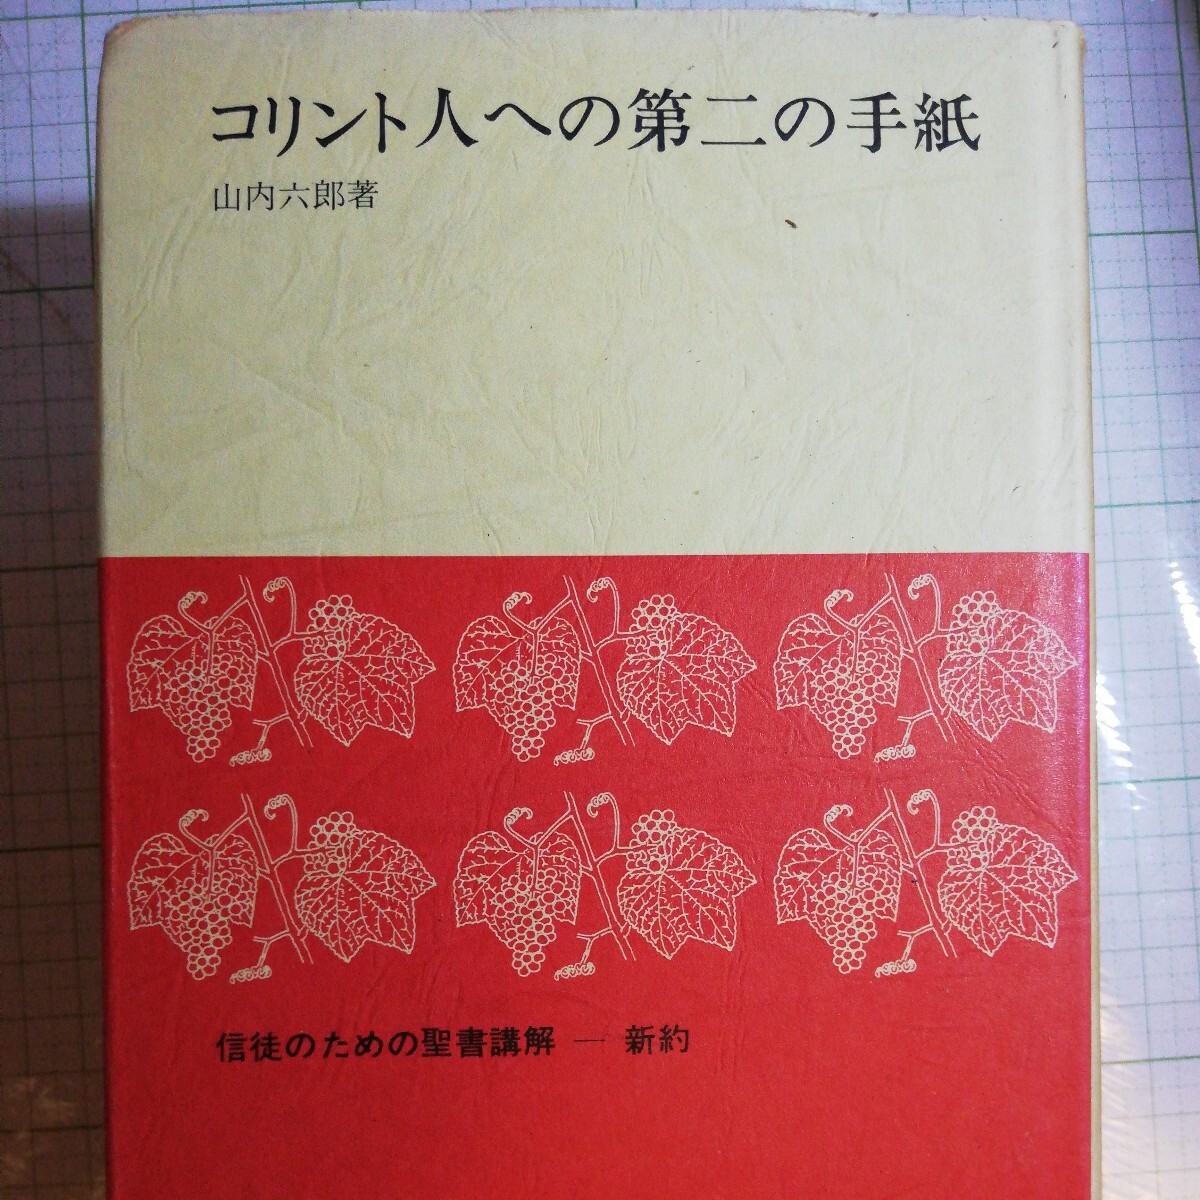 コリント人への第二の手紙
山内六郎著
信徒のための聖書講解 — 新約